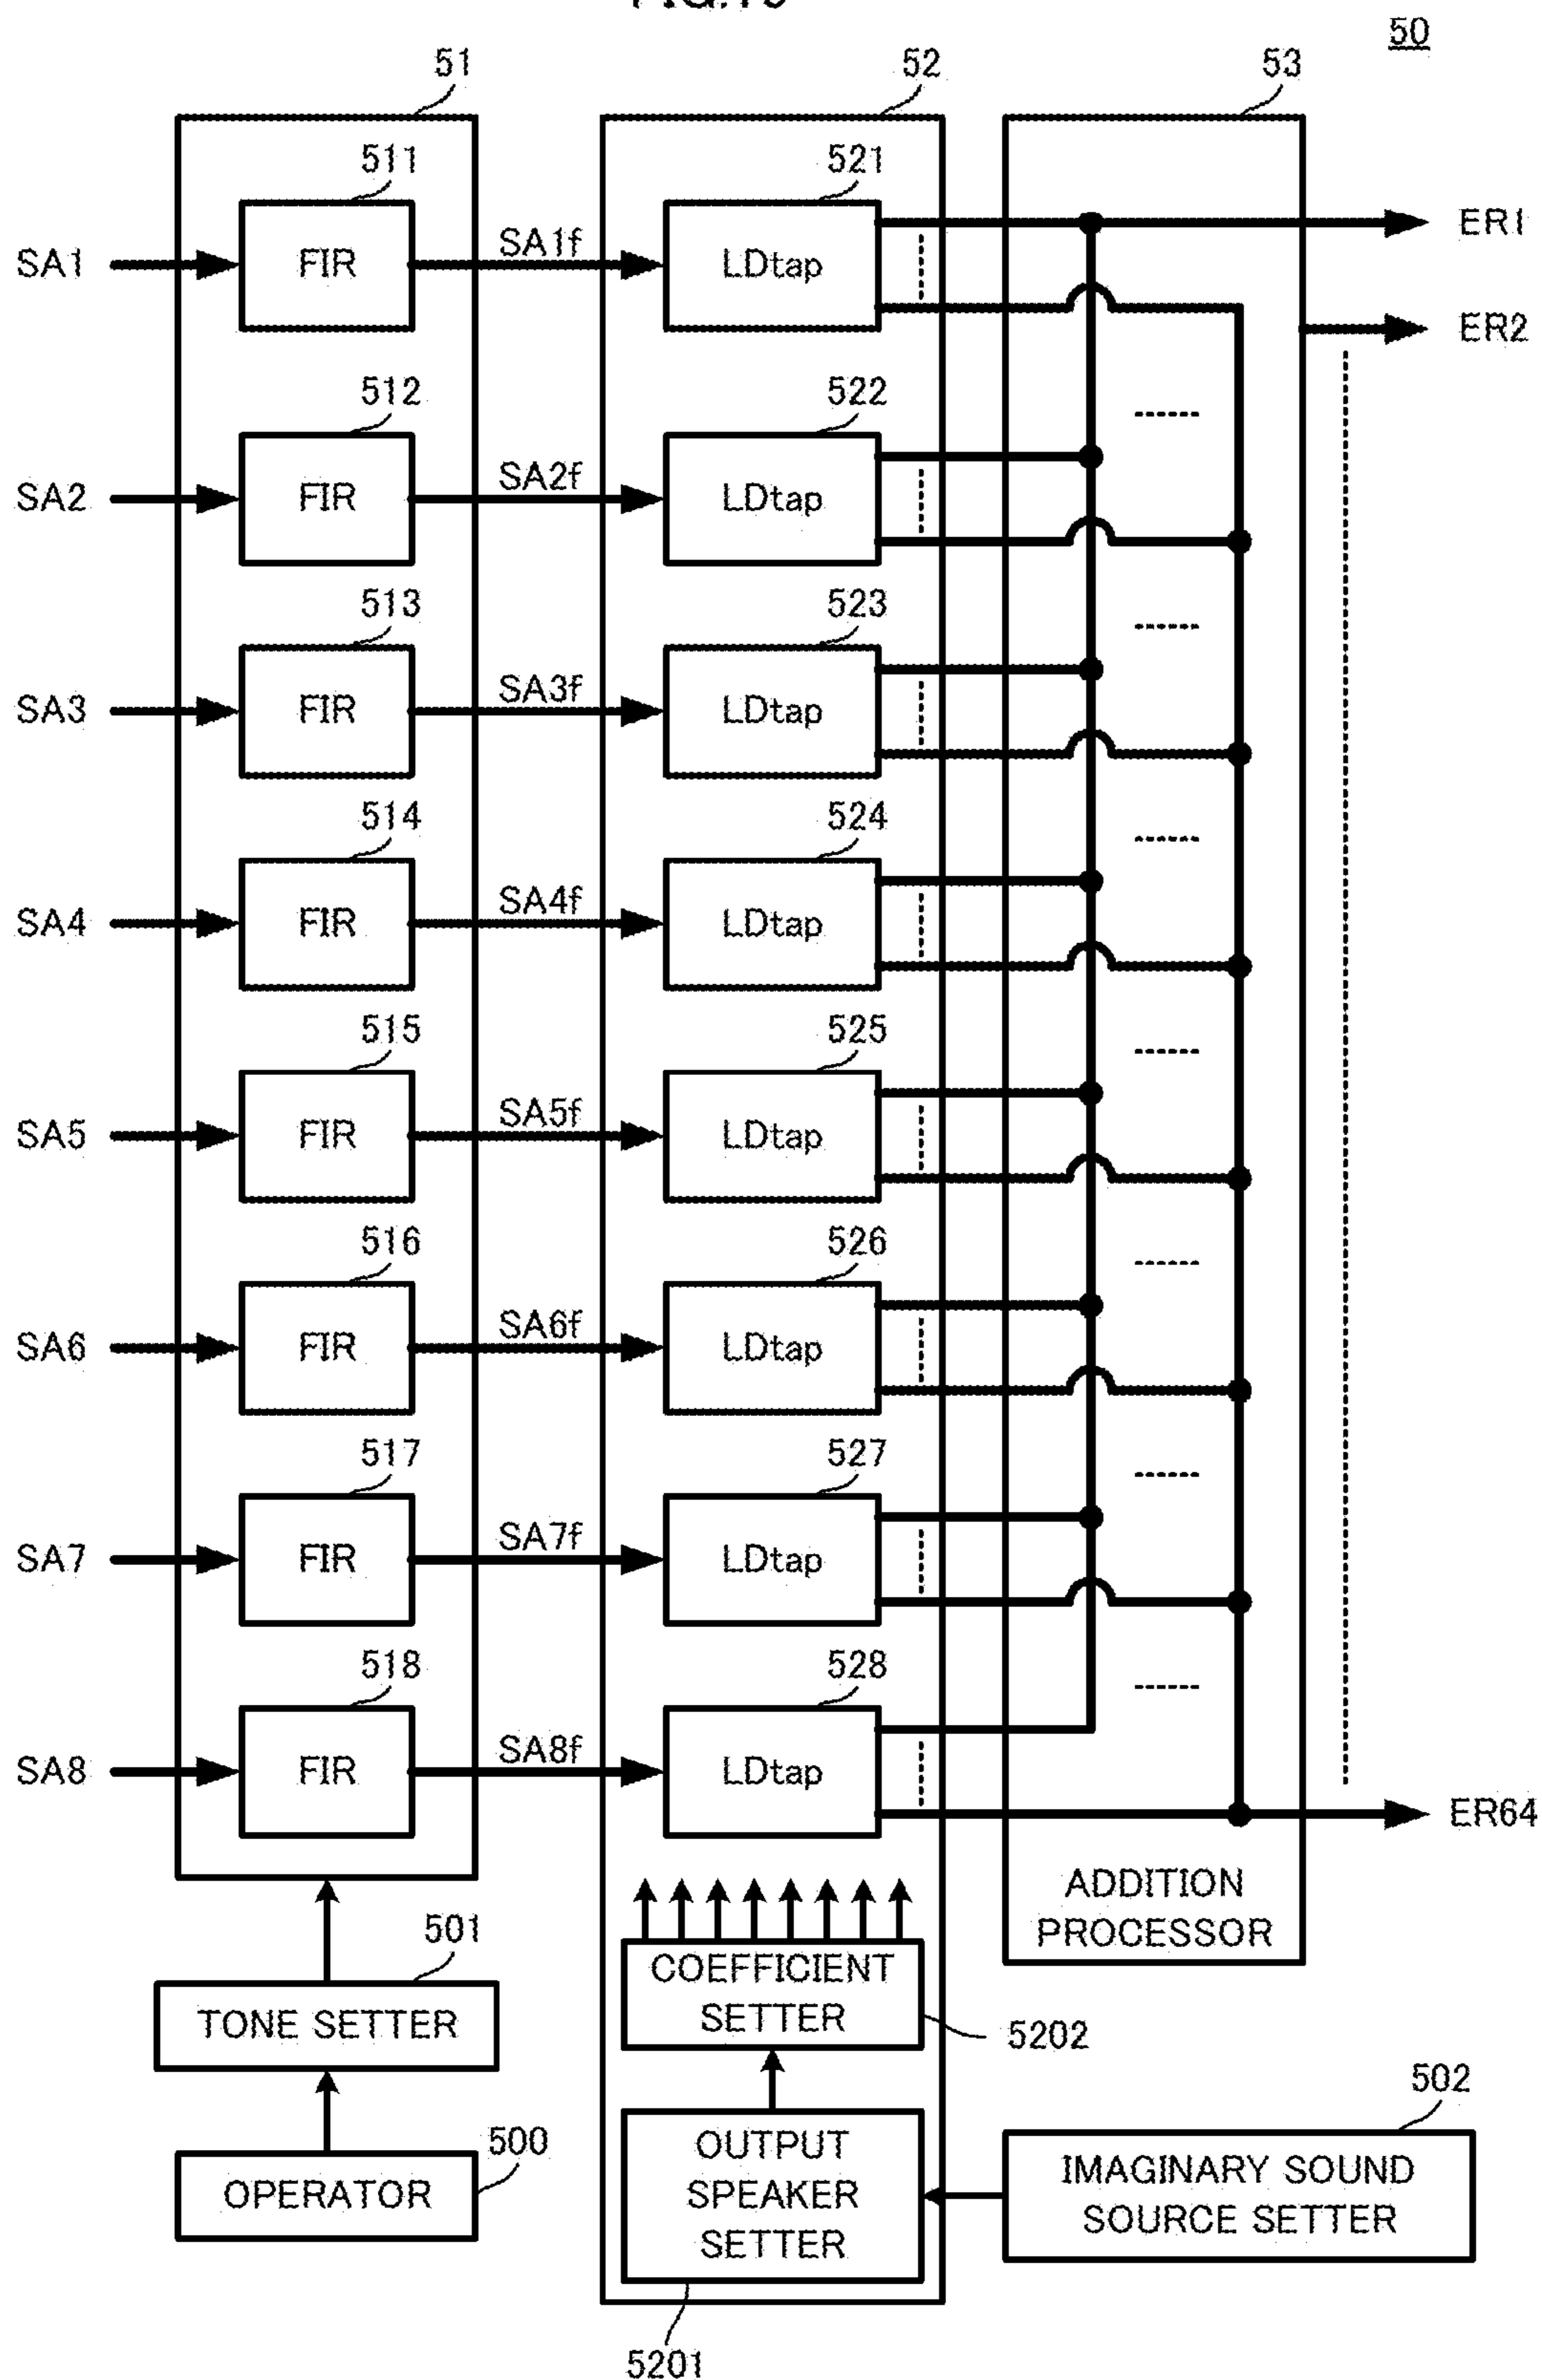 50
51 52 53
511 521
SA1 FIR SA1f LDtap ER1
ER2
512 522
SA2 FIR SA2f LDtap
513 523
SA3 FIR SA3f LDtap
514 524
SA4 FIR SA4f LDtap
515 525
SA5 FIR SA5f LDtap
516 526
SA6 FIR SA6f LDtap
517 527
SA7 FIR SA7f LDtap
518 528
SA8 FIR SA8f LDtap ER64
ADDITION
PROCESSOR
501
TONE SETTER
COEFFICIENT
SETTER
5202
500
OPERATOR
OUTPUT
SPEAKER
SETTER
5201
502
IMAGINARY SOUND
SOURCE SETTER